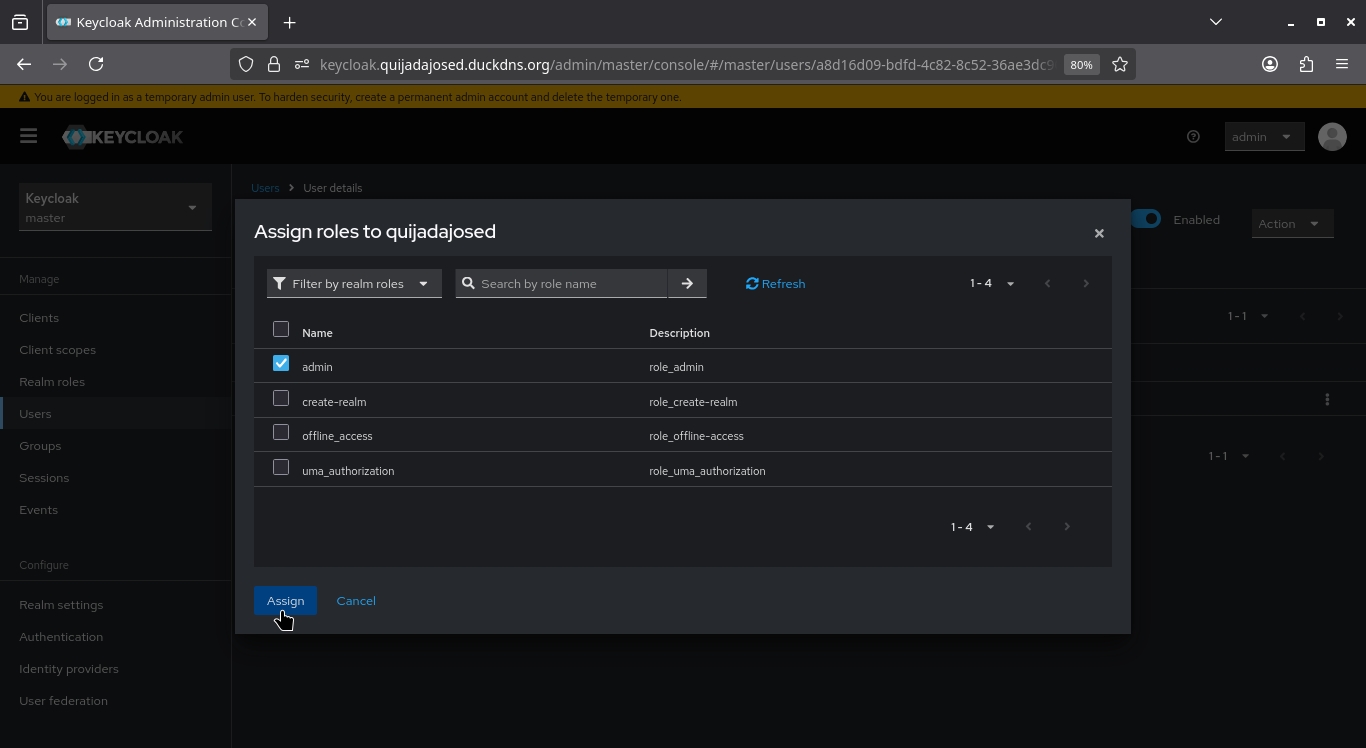 Keycloak Administration Co
keycloak.quijadajosed.duckdns.org/admin/master/console/#/master/users/a8d16d09-bdfd-4c82-8c52-36ae3dc9
80%
You are logged in as a temporary admin user. To harden security, create a permanent admin account and delete the temporary one.
KEYCLOAK
admin
Keycloak
master
Manage
Clients
Client scopes
Realm roles
Users
Groups
Sessions
Events
Configure
Realm settings
Authentication
Identity providers
User federation
Users > User details
Enabled
Action
1 - 1
1 - 1
Assign roles to quijadajosed
Filter by realm roles
Search by role name
Refresh
1 - 4
Name Description
admin role_admin
create-realm role_create-realm
offline_access role_offline-access
uma_authorization role_uma_authorization
1 - 4
Assign Cancel